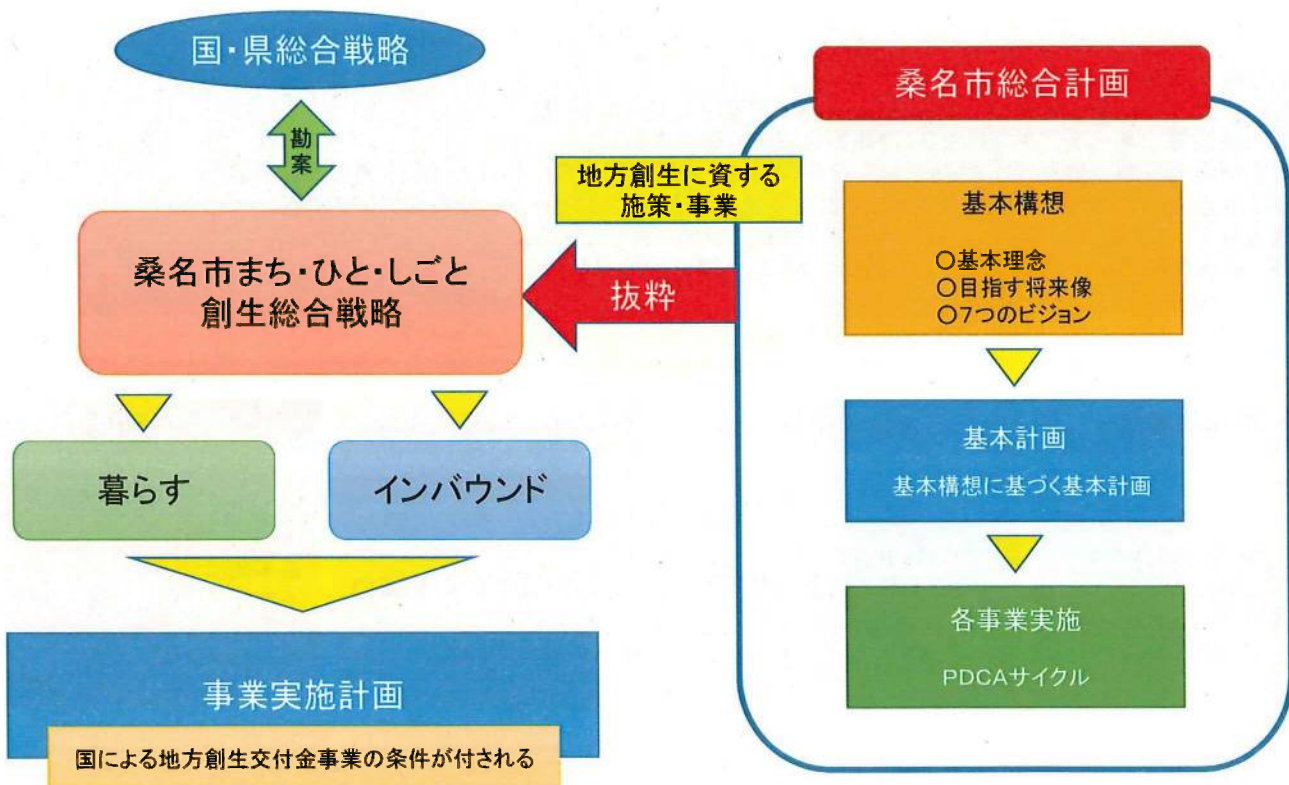 国・県総合戦略
勘案
桑名市まち・ひと・しごと
創生総合戦略
暮らす
インバウンド
事業実施計画
国による地方創生交付金事業の条件が付される
地方創生に資する
施策・事業
抜粋
桑名市総合計画
基本構想
○基本理念
○目指す将来像
○7つのビジョン
基本計画
基本構想に基づく基本計画
各事業実施
PDCAサイクル